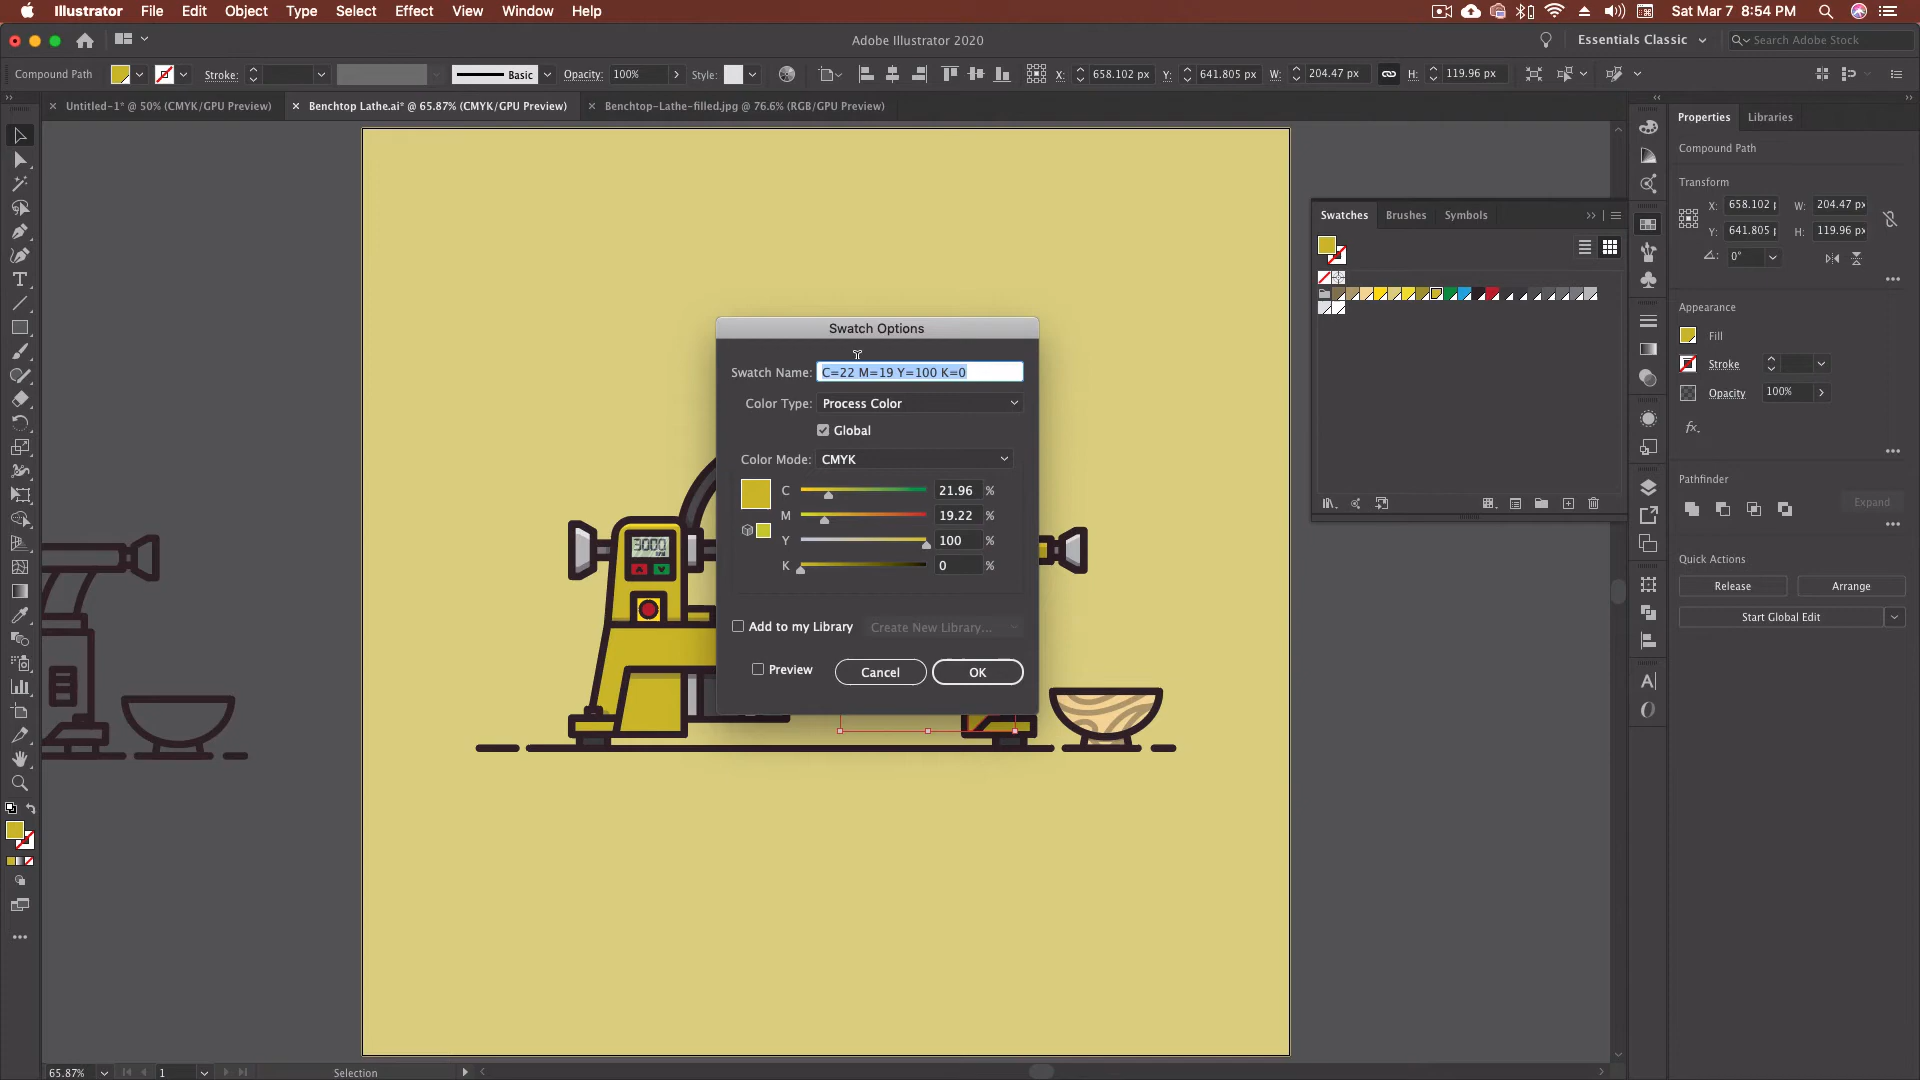 Illustrator File Edit Object Type Select Effect View Window Help Sat Mar 7 8:54 PM
Adobe Illustrator 2020 Essentials Classic Search Adobe Stock
Compound Path Stroke: Basic Opacity: 100% Style: X: 658.102 px Y: 641.805 px W: 204.47 px H: 119.96 px
Untitled-1* @ 50% (CMYK/GPU Preview) Benchtop Lathe.ai* @ 65.87% (CMYK/GPU Preview) Benchtop-Lathe-filled.jpg @ 76.6% (RGB/GPU Preview)
Properties Libraries
Compound Path
Transform
X: 658.102 p W: 204.47 px
Y: 641.805 p H: 119.96 px
0°
Appearance
Fill
Stroke
Opacity 100%
fx
Pathfinder
Expand
Quick Actions
Release Arrange
Start Global Edit
Swatches Brushes Symbols
Swatch Options
Swatch Name: C=22 M=19 Y=100 K=0
Color Type: Process Color
Global
Color Mode: CMYK
C 21.96 %
M 19.22 %
Y 100 %
K 0 %
Add to my Library Create New Library...
Preview Cancel OK
3000
RPM
65.87% 1 Selection